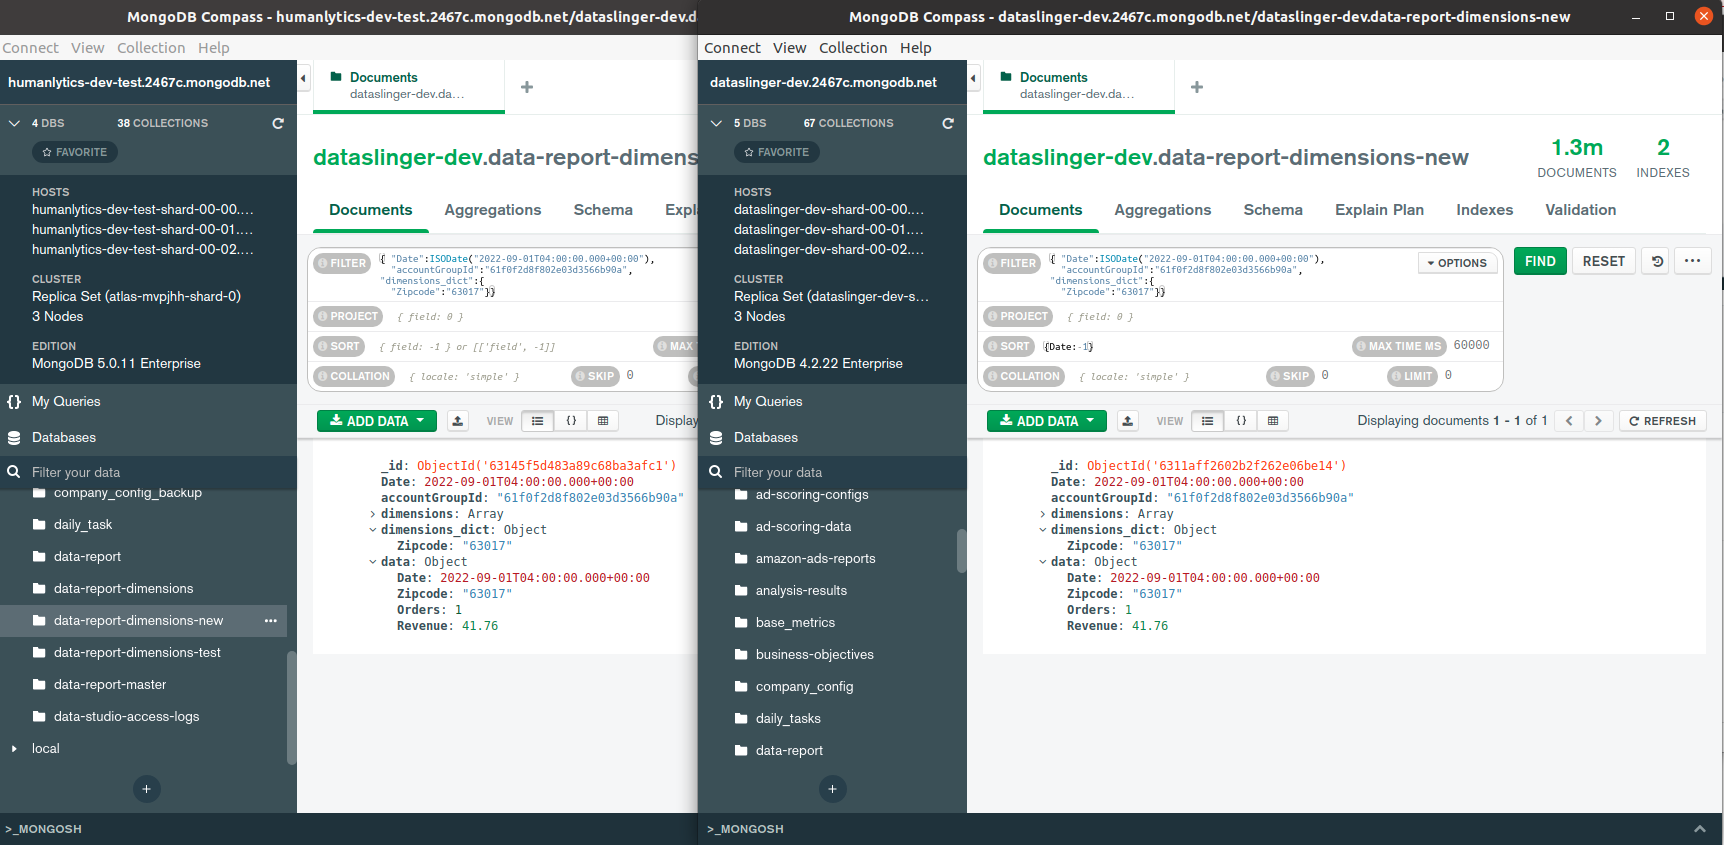 MongoDB Compass - humanlytics-dev-test.2467c.mongodb.net/dataslinger-dev.d
Connect View Collection Help
humanlytics-dev-test.2467c.mongodb.net
4 DBS 38 COLLECTIONS
FAVORITE
HOSTS
humanlytics-dev-test-shard-00-00....
humanlytics-dev-test-shard-00-01....
humanlytics-dev-test-shard-00-02....
CLUSTER
Replica Set (atlas-mvpjhh-shard-0)
3 Nodes
EDITION
MongoDB 5.0.11 Enterprise
{} My Queries
Databases
Filter your data
company_config_backup
daily_task
data-report
data-report-dimensions
data-report-dimensions-new ...
data-report-dimensions-test
data-report-master
data-studio-access-logs
local
+
>_MONGOSH
Documents
dataslinger-dev.da...
+
dataslinger-dev.data-report-dimens
Documents Aggregations Schema Expl
FILTER { "Date":ISODate("2022-09-01T04:00:00.000+00:00"),
"accountGroupId":"61f0f2d8f802e03d3566b90a",
"dimensions_dict":{
"Zipcode":"63017"}}
PROJECT { field: 0 }
SORT { field: -1 } or [['field', -1]] MAX
COLLATION { locale: 'simple' } SKIP 0
ADD DATA VIEW {} Display
_id: ObjectId('63145f5d483a89c68ba3afc1')
Date: 2022-09-01T04:00:00.000+00:00
accountGroupId: "61f0f2d8f802e03d3566b90a"
dimensions: Array
dimensions_dict: Object
Zipcode: "63017"
data: Object
Date: 2022-09-01T04:00:00.000+00:00
Zipcode: "63017"
Orders: 1
Revenue: 41.76
MongoDB Compass - dataslinger-dev.2467c.mongodb.net/dataslinger-dev.data-report-dimensions-new
Connect View Collection Help
dataslinger-dev.2467c.mongodb.net
5 DBS 67 COLLECTIONS
FAVORITE
HOSTS
dataslinger-dev-shard-00-00....
dataslinger-dev-shard-00-01....
dataslinger-dev-shard-00-02....
CLUSTER
Replica Set (dataslinger-dev-s...
3 Nodes
EDITION
MongoDB 4.2.22 Enterprise
{} My Queries
Databases
Filter your data
ad-scoring-configs
ad-scoring-data
amazon-ads-reports
analysis-results
base_metrics
business-objectives
company_config
daily_tasks
data-report
+
>_MONGOSH
Documents
dataslinger-dev.da...
+
dataslinger-dev.data-report-dimensions-new
1.3m 2
DOCUMENTS INDEXES
Documents Aggregations Schema Explain Plan Indexes Validation
FILTER { "Date":ISODate("2022-09-01T04:00:00.000+00:00"),
"accountGroupId":"61f0f2d8f802e03d3566b90a",
"dimensions_dict":{
"Zipcode":"63017"}}
OPTIONS FIND RESET ...
PROJECT { field: 0 }
SORT {Date:-1} MAX TIME MS 60000
COLLATION { locale: 'simple' } SKIP 0 LIMIT 0
ADD DATA VIEW {} Displaying documents 1 - 1 of 1 < > REFRESH
_id: ObjectId('6311aff2602b2f262e06be14')
Date: 2022-09-01T04:00:00.000+00:00
accountGroupId: "61f0f2d8f802e03d3566b90a"
dimensions: Array
dimensions_dict: Object
Zipcode: "63017"
data: Object
Date: 2022-09-01T04:00:00.000+00:00
Zipcode: "63017"
Orders: 1
Revenue: 41.76